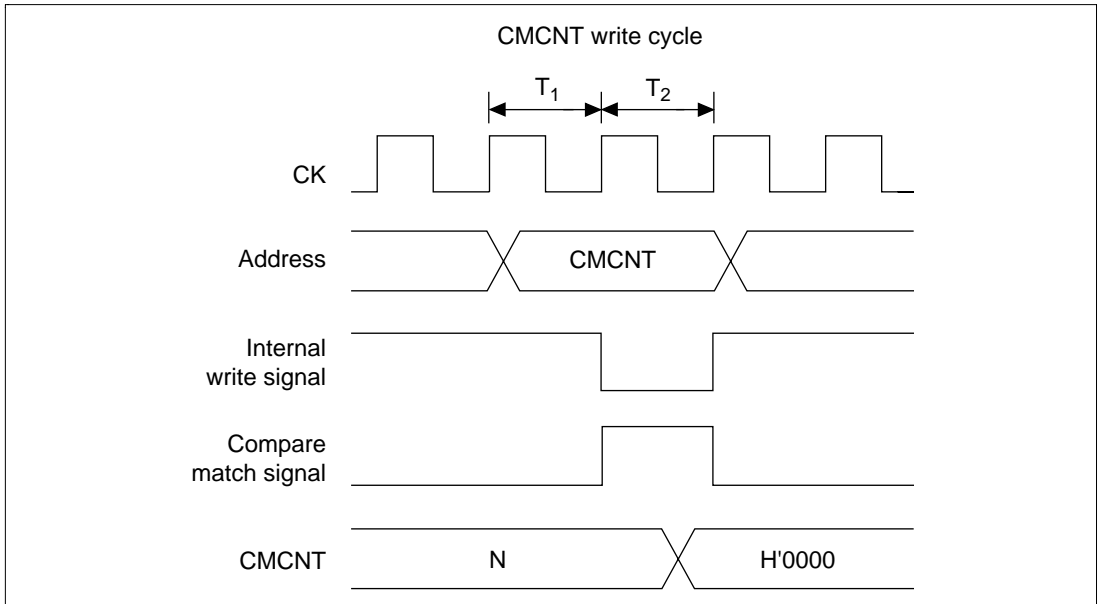 CMCNT write cycle
T1 T2
CK
Address CMCNT
Internal
write signal
Compare
match signal
CMCNT N H'0000